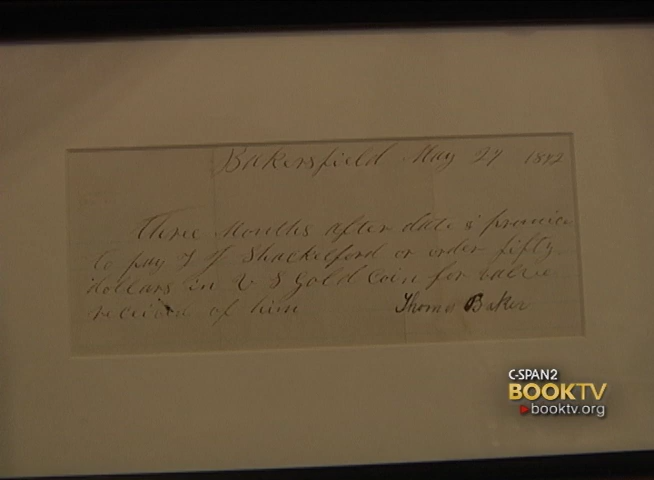 Bakersfield May 27 1872
Three Months after date I promise
to pay T J Shackelford or order fifty
dollars in U S Gold Coin for value
received of him Thomas Baker
C-SPAN2
BOOKTV
booktv.org